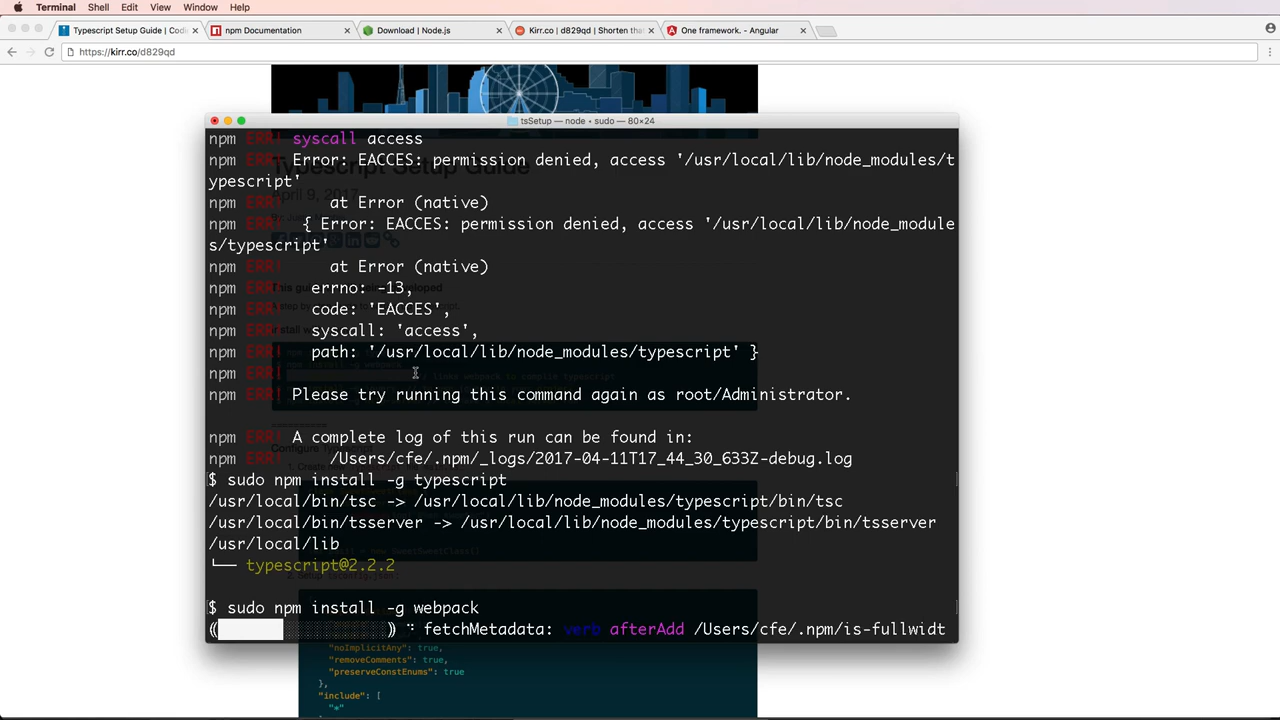 Terminal Shell Edit View Window Help
Typescript Setup Guide | Codi
npm Documentation
Download | Node.js
Kirr.co | d829qd | Shorten tha
One framework. - Angular
https://kirr.co/d829qd
tsSetup — node • sudo — 80×24
npm ERR! syscall access
npm ERR! Error: EACCES: permission denied, access '/usr/local/lib/node_modules/t
ypescript'
npm ERR! at Error (native)
npm ERR! { Error: EACCES: permission denied, access '/usr/local/lib/node_module
s/typescript'
npm ERR! at Error (native)
npm ERR! errno: -13,
npm ERR! code: 'EACCES',
npm ERR! syscall: 'access',
npm ERR! path: '/usr/local/lib/node_modules/typescript' }
npm ERR!
npm ERR! Please try running this command again as root/Administrator.
npm ERR! A complete log of this run can be found in:
npm ERR! /Users/cfe/.npm/_logs/2017-04-11T17_44_30_633Z-debug.log
$ sudo npm install -g typescript
/usr/local/bin/tsc -> /usr/local/lib/node_modules/typescript/bin/tsc
/usr/local/bin/tsserver -> /usr/local/lib/node_modules/typescript/bin/tsserver
/usr/local/lib
└── typescript@2.2.2
$ sudo npm install -g webpack
fetchMetadata: verb afterAdd /Users/cfe/.npm/is-fullwidt
Typescript Setup Guide
April 9, 2017
"noImplicitAny": true,
"removeComments": true,
"preserveConstEnums": true
},
"include": [
"*"